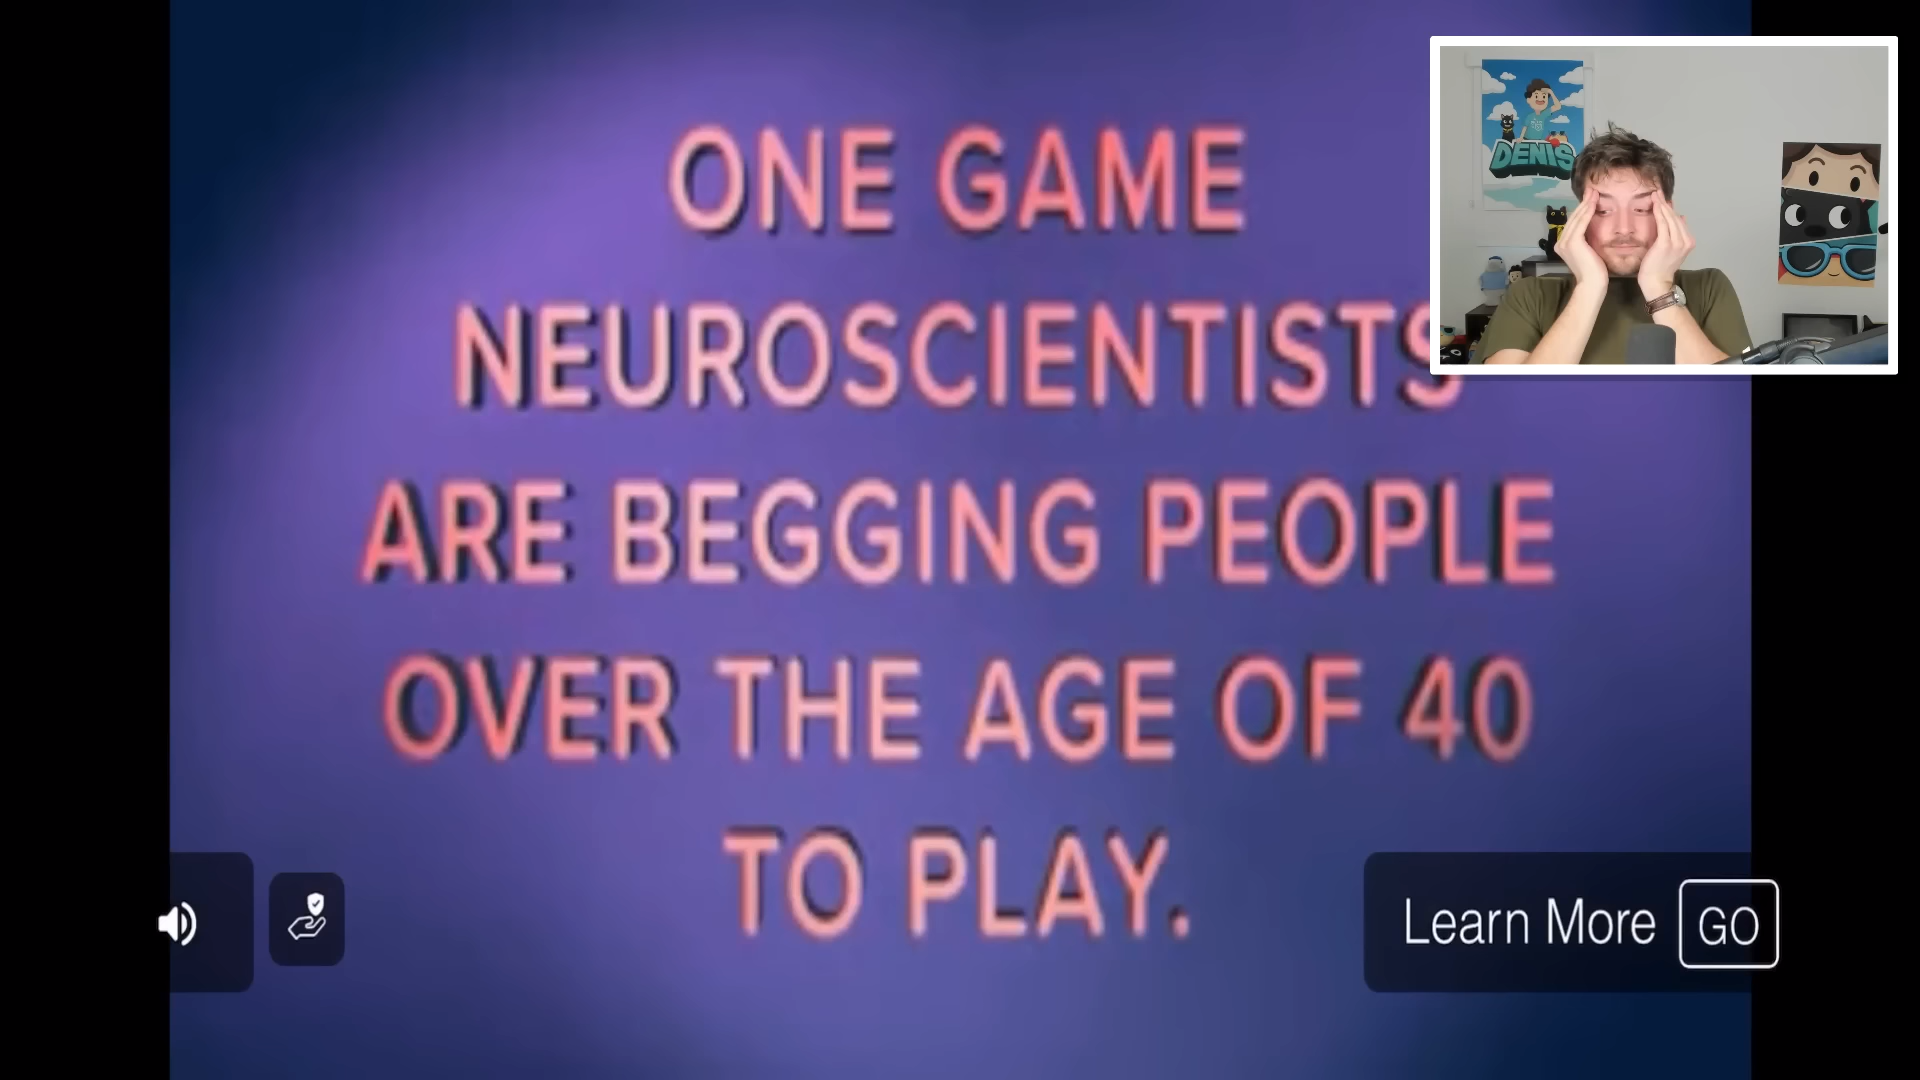 ONE GAME
NEUROSCIENTISTS
ARE BEGGING PEOPLE
OVER THE AGE OF 40
TO PLAY.
DENIS
Learn More GO